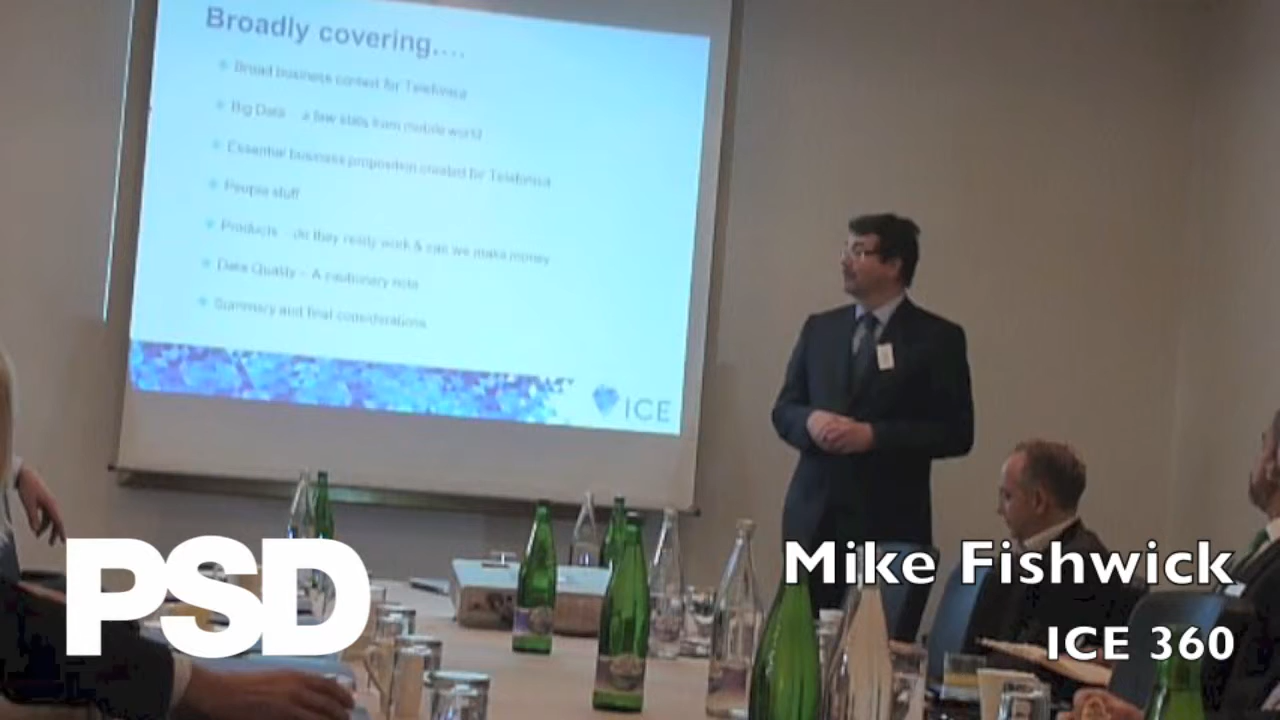 Broadly covering....
Broad business context for Telefonica
Big Data - a few stats from mobile world
Essential business proposition created for Telefonica
People stuff
Products - do they really work & can we make money
Data Quality – A cautionary note
Summary and final considerations
ICE
PSD
Mike Fishwick
ICE 360